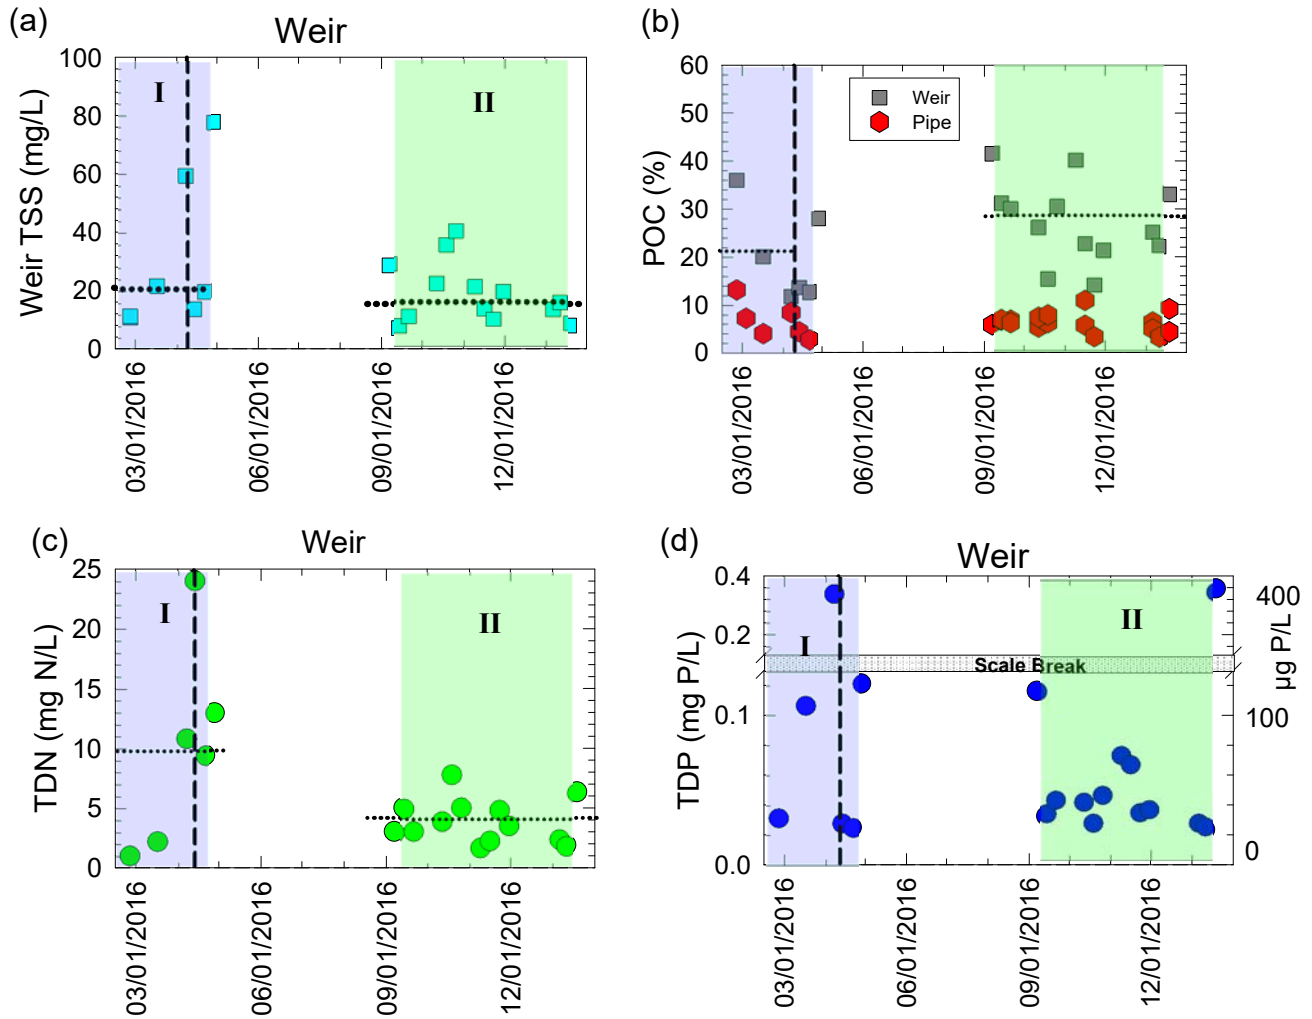 (a)
Weir
Weir TSS (mg/L)
100
80
60
40
20
0
I
II
03/01/2016
06/01/2016
09/01/2016
12/01/2016
(b)
POC (%)
60
50
40
30
20
10
0
Weir
Pipe
03/01/2016
06/01/2016
09/01/2016
12/01/2016
(c)
Weir
TDN (mg N/L)
25
20
15
10
5
0
I
II
03/01/2016
06/01/2016
09/01/2016
12/01/2016
(d)
Weir
TDP (mg P/L)
0.4
0.2
0.1
0.0
I
II
Scale Break
400
100
0
µg P/L
03/01/2016
06/01/2016
09/01/2016
12/01/2016